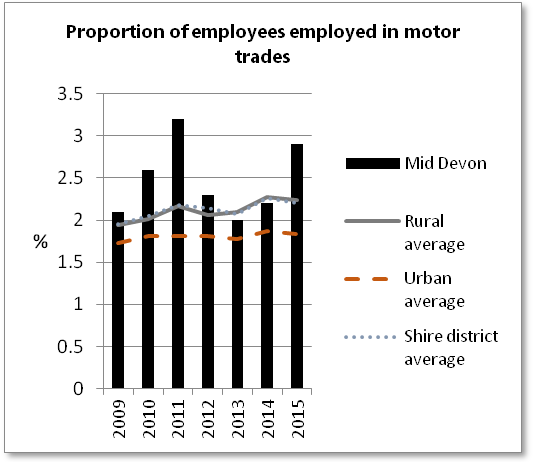 Proportion of employees employed in motor
trades
3.5
3
2.5
2
1.5
1
0.5
0
%
2009
2010
2011
2012
2013
2014
2015
Mid Devon
Rural
average
Urban
average
Shire district
average